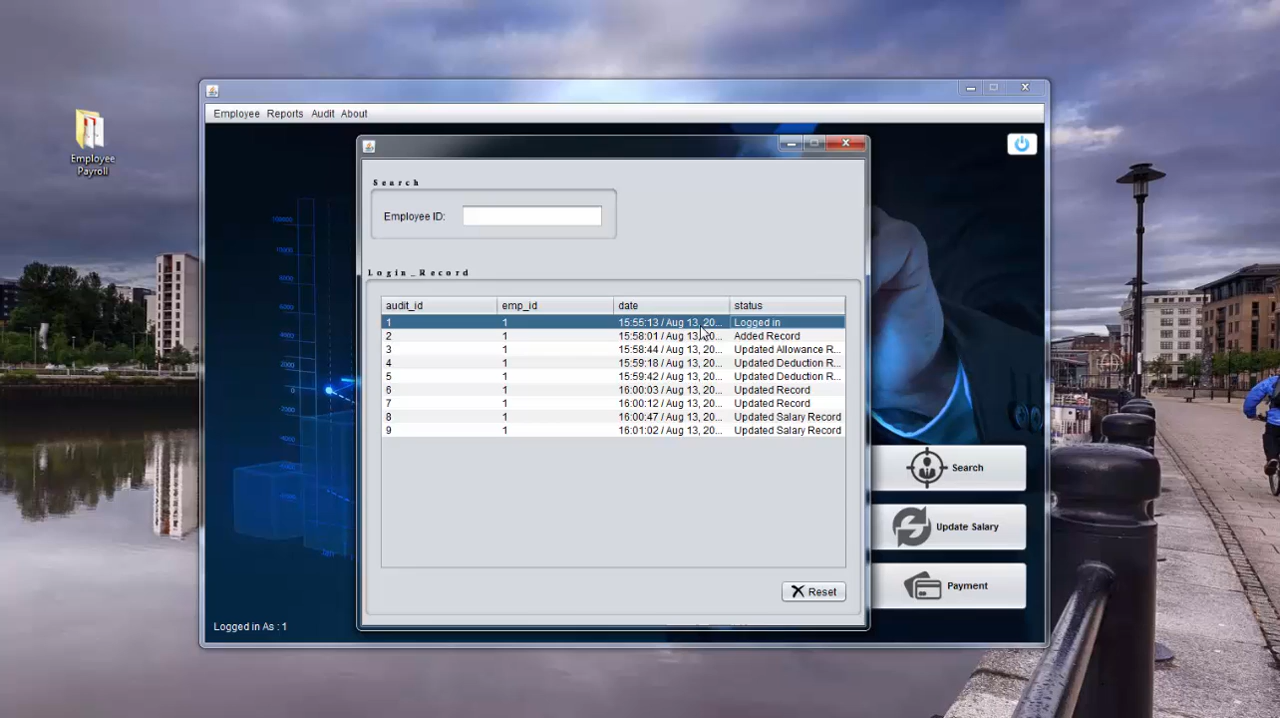 Employee Reports Audit About
Employee
Payroll
Search
Employee ID:
Login_Record
audit_id emp_id date status
1 1 15:55:13 / Aug 13, 20... Logged in
2 1 15:58:01 / Aug 13, 20... Added Record
3 1 15:58:44 / Aug 13, 20... Updated Allowance R...
4 1 15:59:18 / Aug 13, 20... Updated Deduction R...
5 1 15:59:42 / Aug 13, 20... Updated Deduction R...
6 1 16:00:03 / Aug 13, 20... Updated Record
7 1 16:00:12 / Aug 13, 20... Updated Record
8 1 16:00:47 / Aug 13, 20... Updated Salary Record
9 1 16:01:02 / Aug 13, 20... Updated Salary Record
Search
Update Salary
Payment
Reset
Logged in As : 1